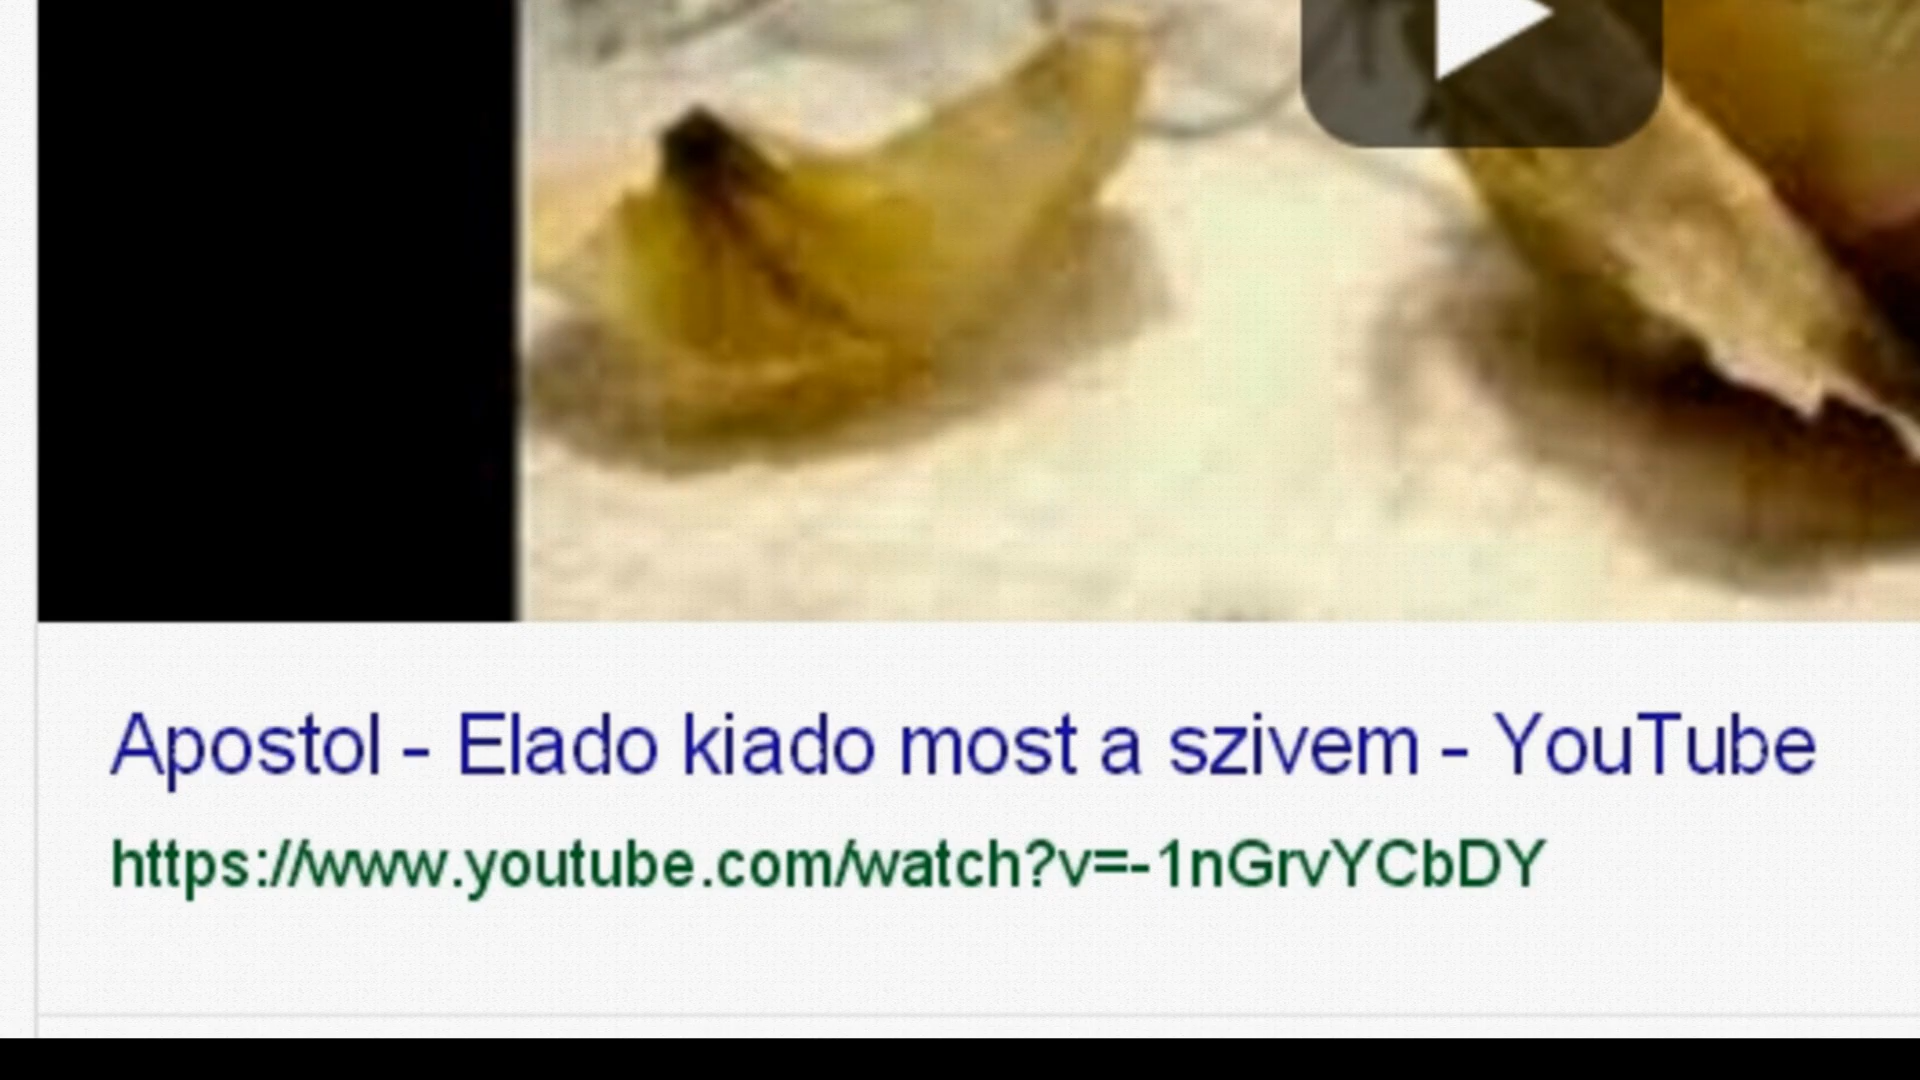 Apostol - Elado kiado most a szivem - YouTube
https://www.youtube.com/watch?v=-1nGrvYCbDY